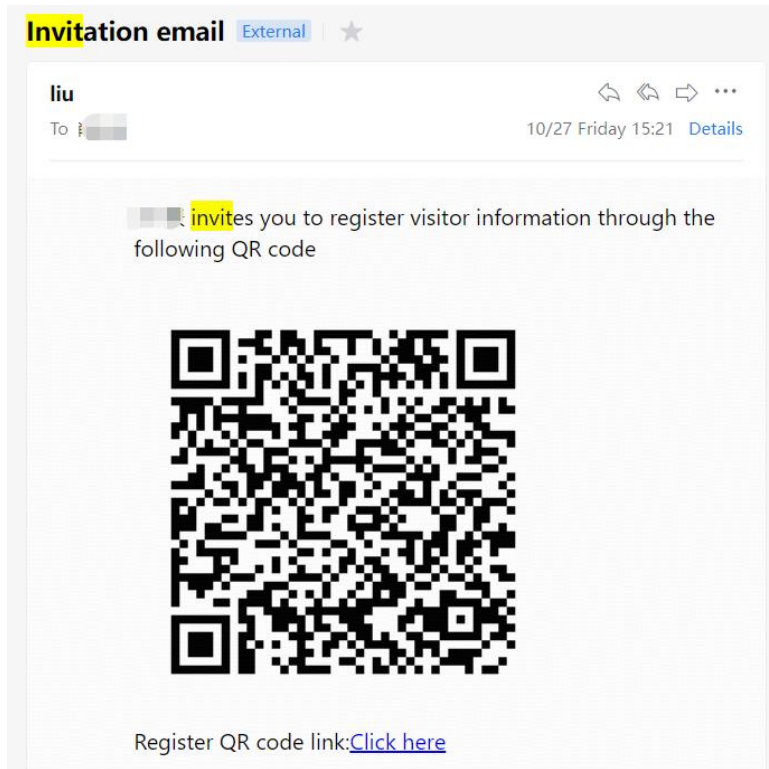 Invitation email External
liu
To
10/27 Friday 15:21 Details
invites you to register visitor information through the
following QR code
Register QR code link:Click here